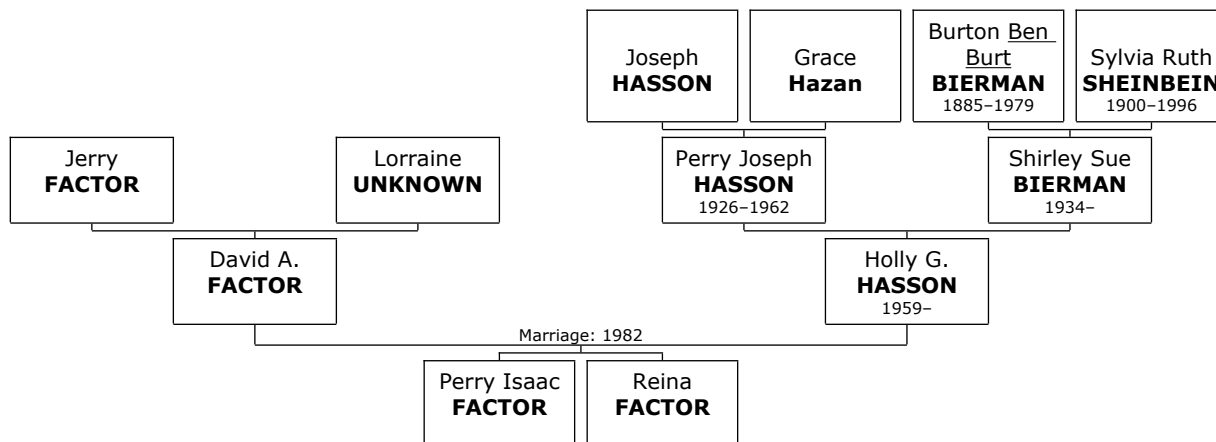 Joseph
HASSON
Grace
Hazan
Burton Ben
Burt
BIERMAN
1885–1979
Sylvia Ruth
SHEINBEIN
1900–1996
Jerry
FACTOR
Lorraine
UNKNOWN
Perry Joseph
HASSON
1926–1962
Shirley Sue
BIERMAN
1934–
David A.
FACTOR
Holly G.
HASSON
1959–
Marriage: 1982
Perry Isaac
FACTOR
Reina
FACTOR